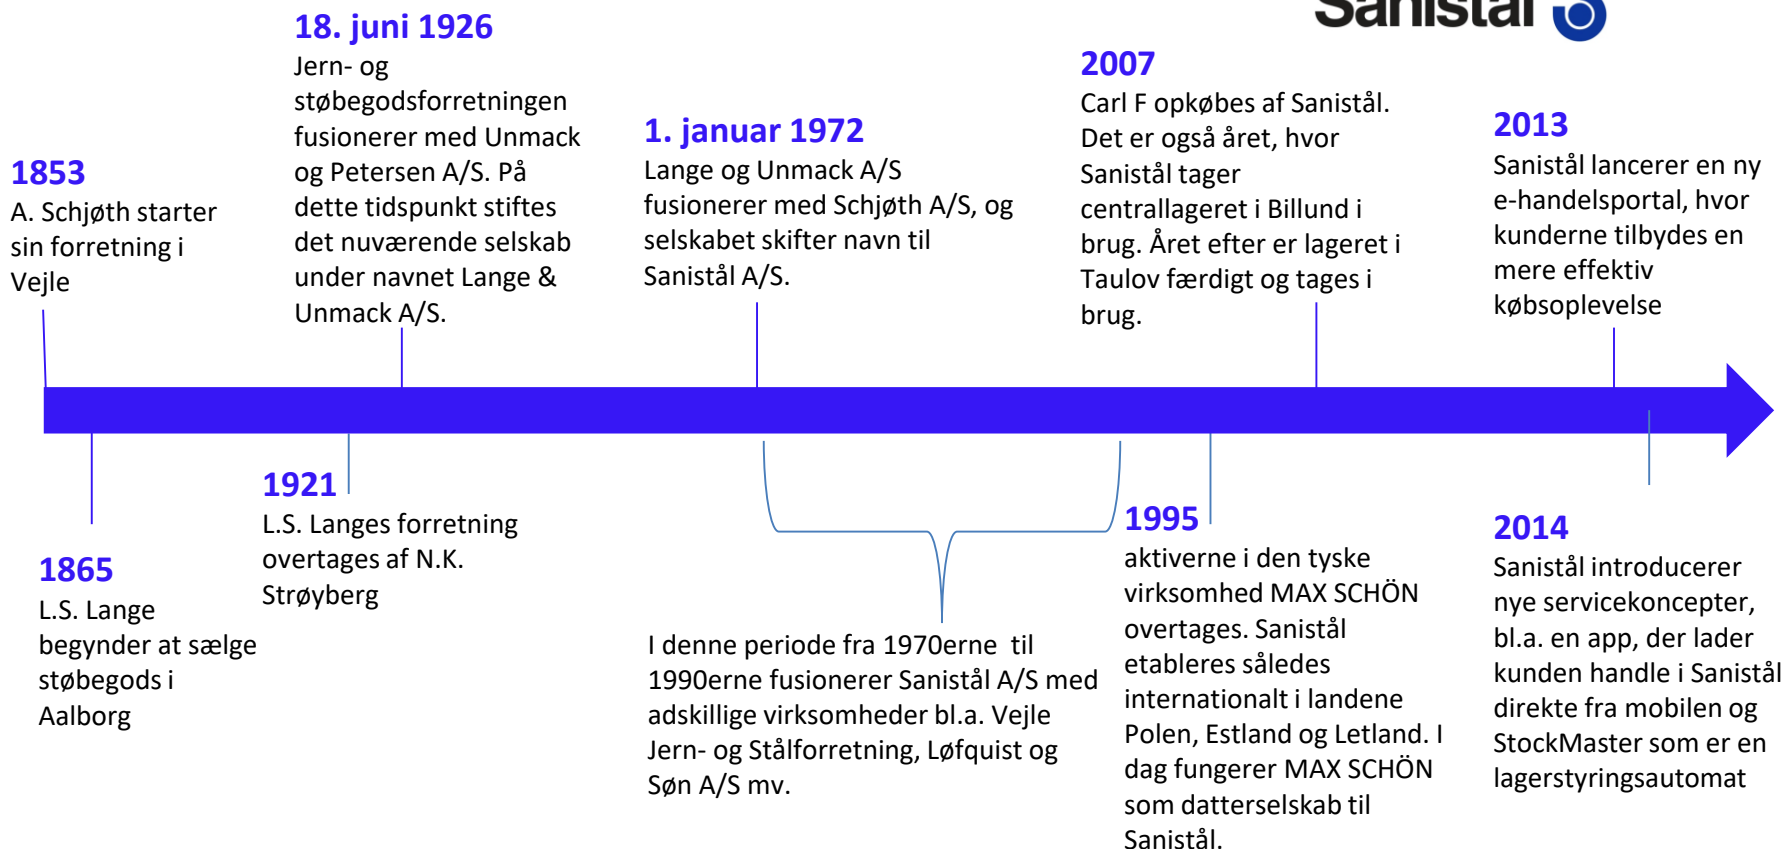 Sanistål
18. juni 1926
Jern- og
støbegodsforretningen
fusionerer med Unmack
og Petersen A/S. På
dette tidspunkt stiftes
det nuværende selskab
under navnet Lange &
Unmack A/S.
2007
Carl F opkøbes af Sanistål.
Det er også året, hvor
Sanistål tager
centrallageret i Billund i
brug. Året efter er lageret i
Taulov færdigt og tages i
brug.
1. januar 1972
Lange og Unmack A/S
fusionerer med Schjøth A/S, og
selskabet skifter navn til
Sanistål A/S.
2013
Sanistål lancerer en ny
e-handelsportal, hvor
kunderne tilbydes en
mere effektiv
købsoplevelse
1853
A. Schjøth starter
sin forretning i
Vejle
1921
L.S. Langes forretning
overtages af N.K.
Strøyberg
1865
L.S. Lange
begynder at sælge
støbegods i
Aalborg
I denne periode fra 1970erne til
1990erne fusionerer Sanistål A/S med
adskillige virksomheder bl.a. Vejle
Jern- og Stålforretning, Løfquist og
Søn A/S mv.
1995
aktiverne i den tyske
virksomhed MAX SCHÖN
overtages. Sanistål
etableres således
internationalt i landene
Polen, Estland og Letland. I
dag fungerer MAX SCHÖN
som datterselskab til
Sanistål.
2014
Sanistål introducerer
nye servicekoncepter,
bl.a. en app, der lader
kunden handle i Sanistål
direkte fra mobilen og
StockMaster som er en
lagerstyringsautomat